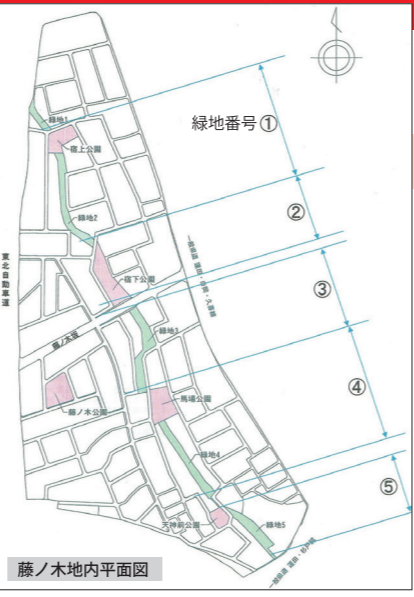 緑地番号①
緑地1
宿上公園
②
緑地2
宿下公園
東北自動車道
③
藤ノ木堀
緑地3
④
馬場公園
藤ノ木公園
緑地4
⑤
天神前公園
緑地5
藤ノ木地内平面図